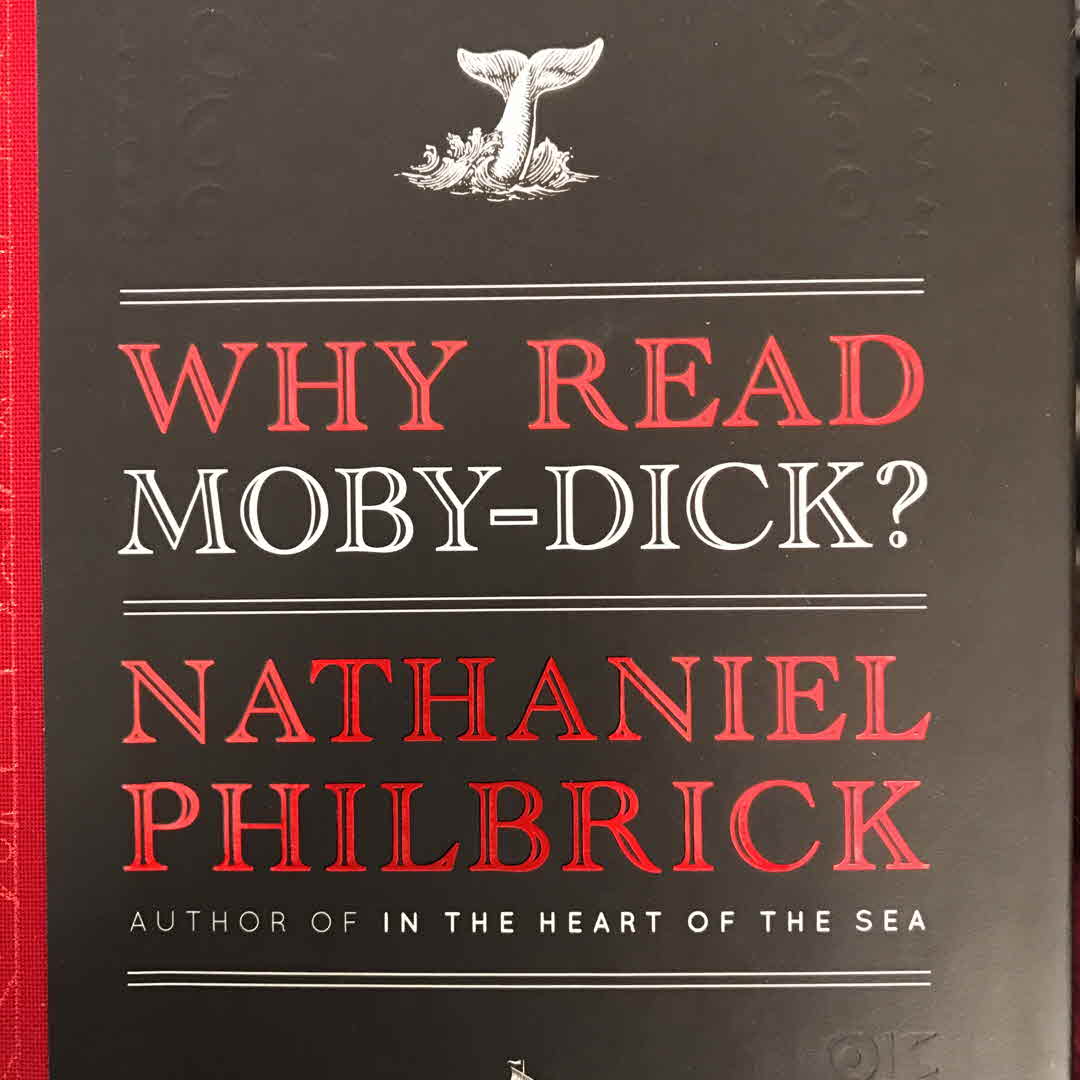 WHY READ
MOBY-DICK?
NATHANIEL
PHILBRICK
AUTHOR OF IN THE HEART OF THE SEA